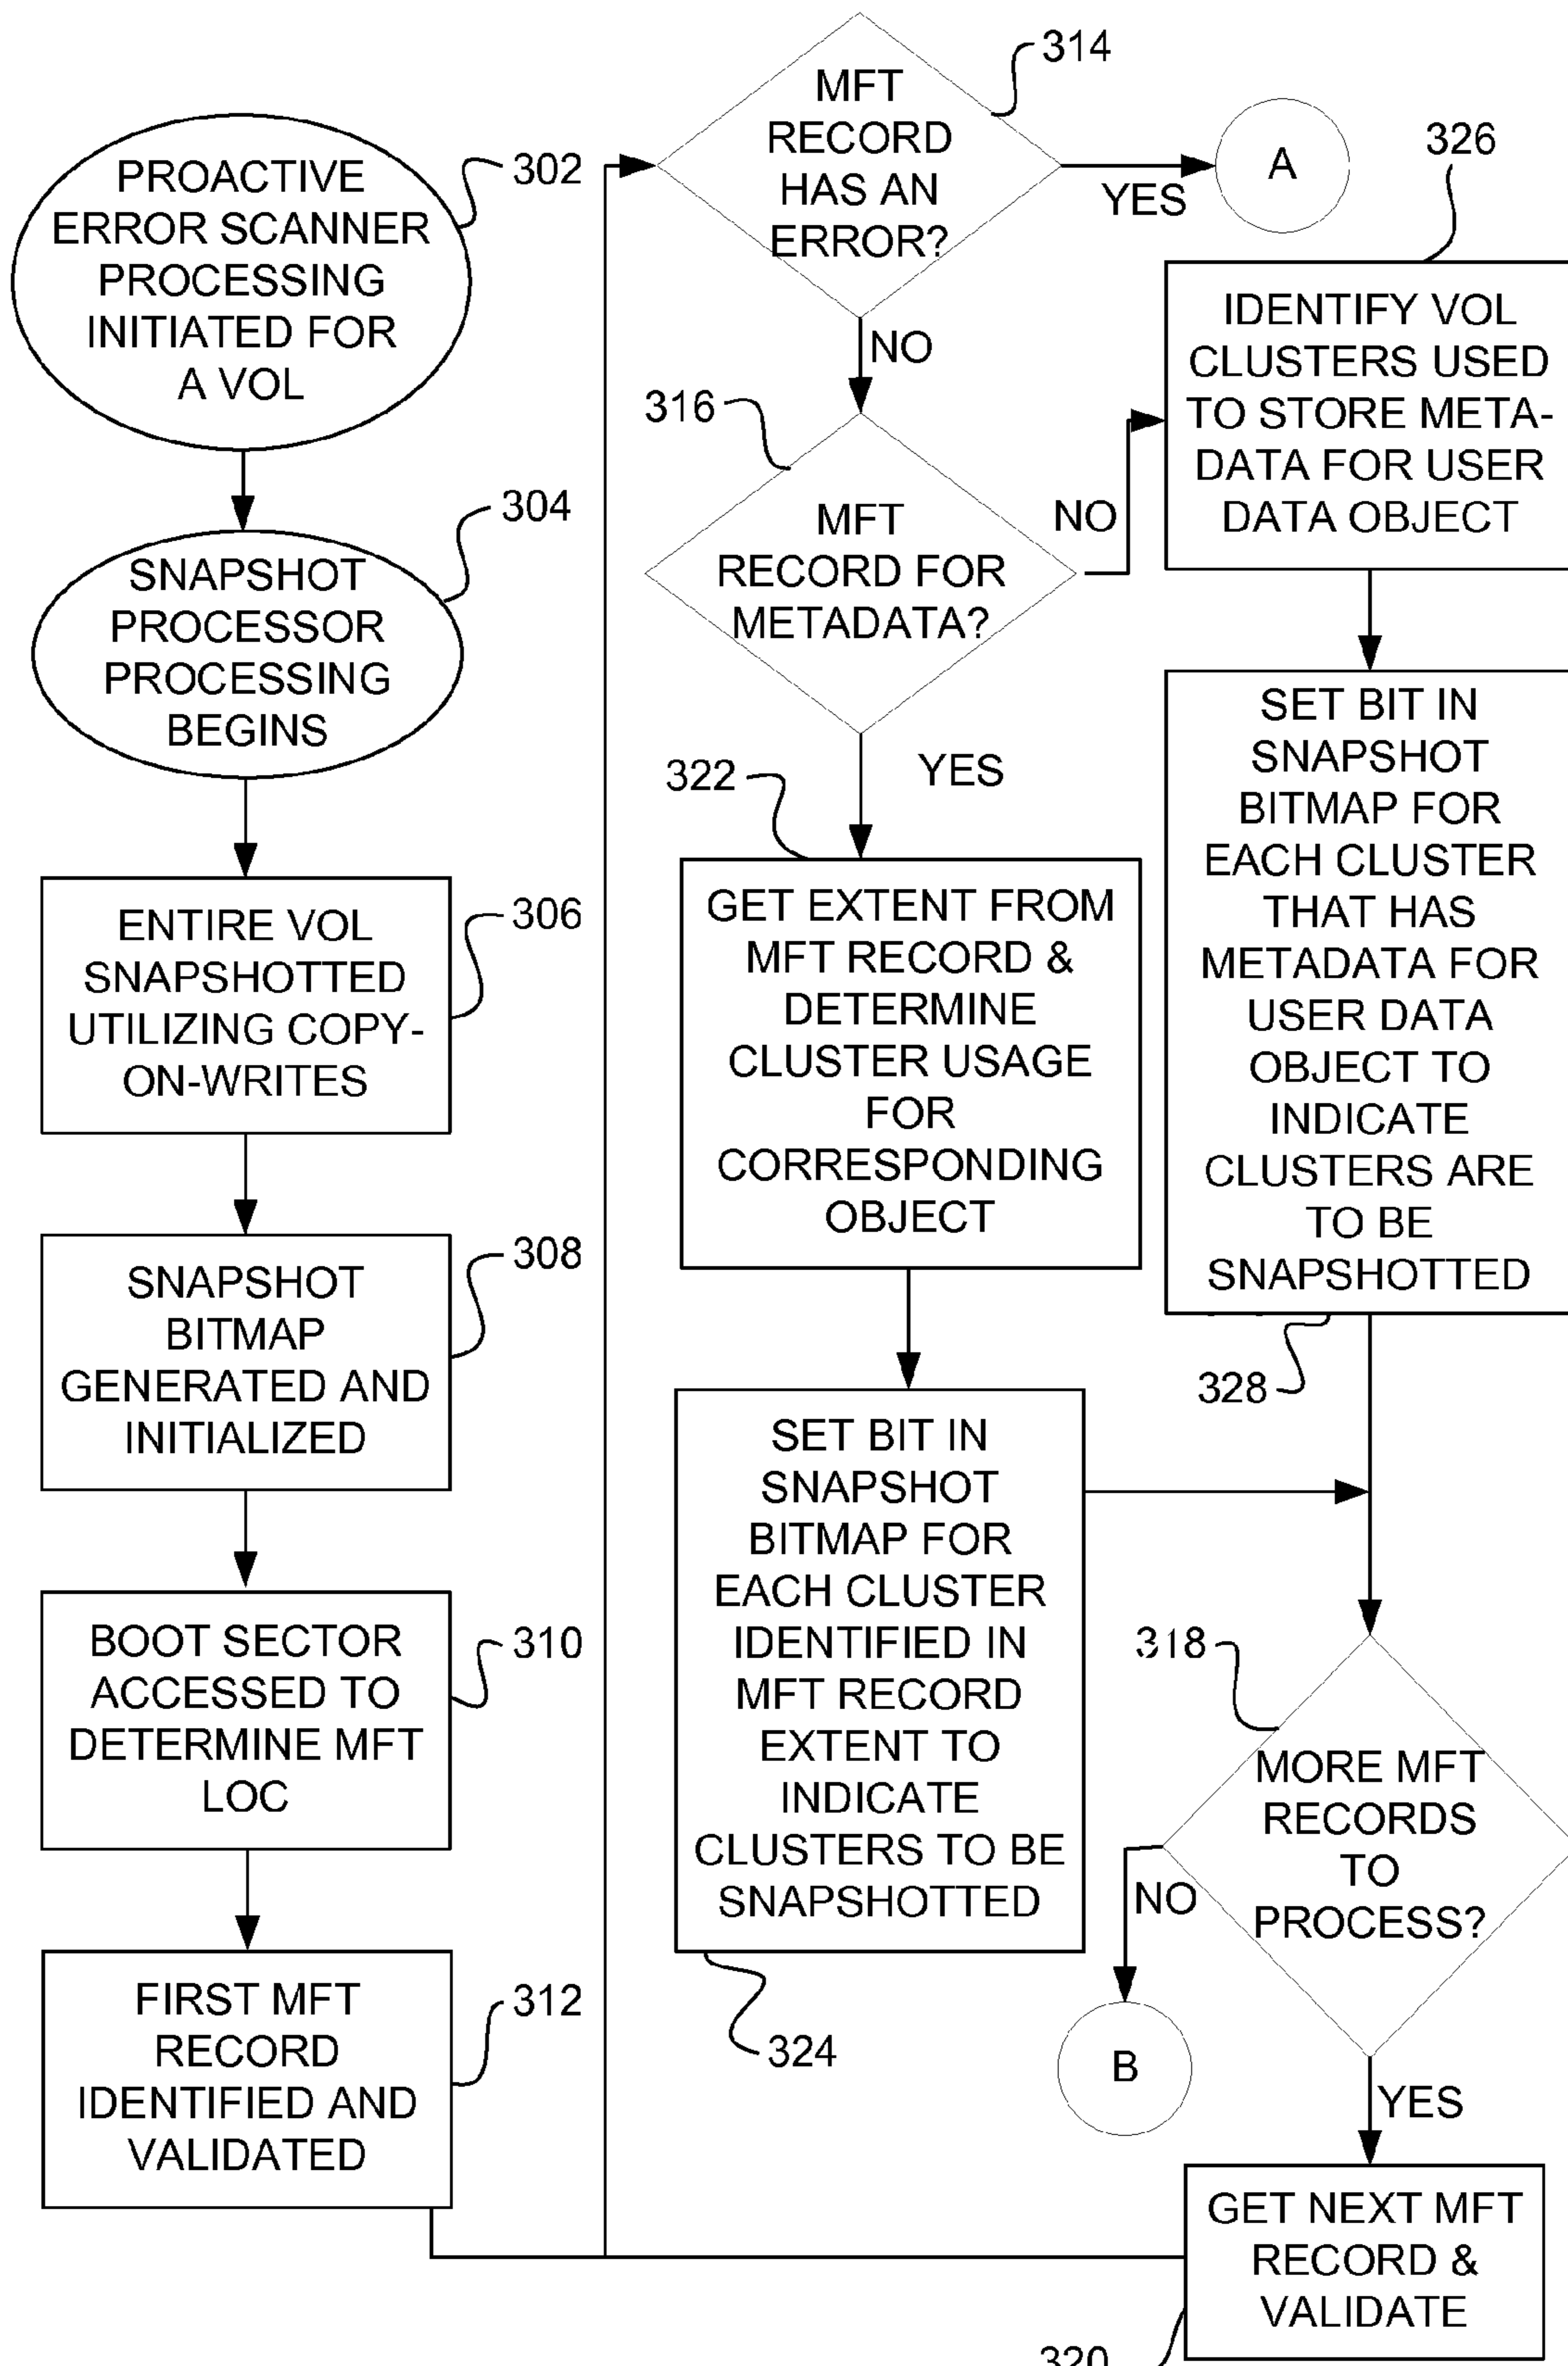 PROACTIVE
ERROR SCANNER
PROCESSING
INITIATED FOR
A VOL
302
SNAPSHOT
PROCESSOR
PROCESSING
BEGINS
304
ENTIRE VOL
SNAPSHOTTED
UTILIZING COPY-
ON-WRITES
306
SNAPSHOT
BITMAP
GENERATED AND
INITIALIZED
308
BOOT SECTOR
ACCESSED TO
DETERMINE MFT
LOC
310
FIRST MFT
RECORD
IDENTIFIED AND
VALIDATED
312
MFT
RECORD
HAS AN
ERROR?
314
YES
A
NO
316
MFT
RECORD FOR
METADATA?
NO
YES
322
GET EXTENT FROM
MFT RECORD &
DETERMINE
CLUSTER USAGE
FOR
CORRESPONDING
OBJECT
SET BIT IN
SNAPSHOT
BITMAP FOR
EACH CLUSTER
IDENTIFIED IN
MFT RECORD
EXTENT TO
INDICATE
CLUSTERS TO BE
SNAPSHOTTED
324
326
IDENTIFY VOL
CLUSTERS USED
TO STORE META-
DATA FOR USER
DATA OBJECT
SET BIT IN
SNAPSHOT
BITMAP FOR
EACH CLUSTER
THAT HAS
METADATA FOR
USER DATA
OBJECT TO
INDICATE
CLUSTERS ARE
TO BE
SNAPSHOTTED
328
318
MORE MFT
RECORDS
TO
PROCESS?
NO
B
YES
GET NEXT MFT
RECORD &
VALIDATE
320